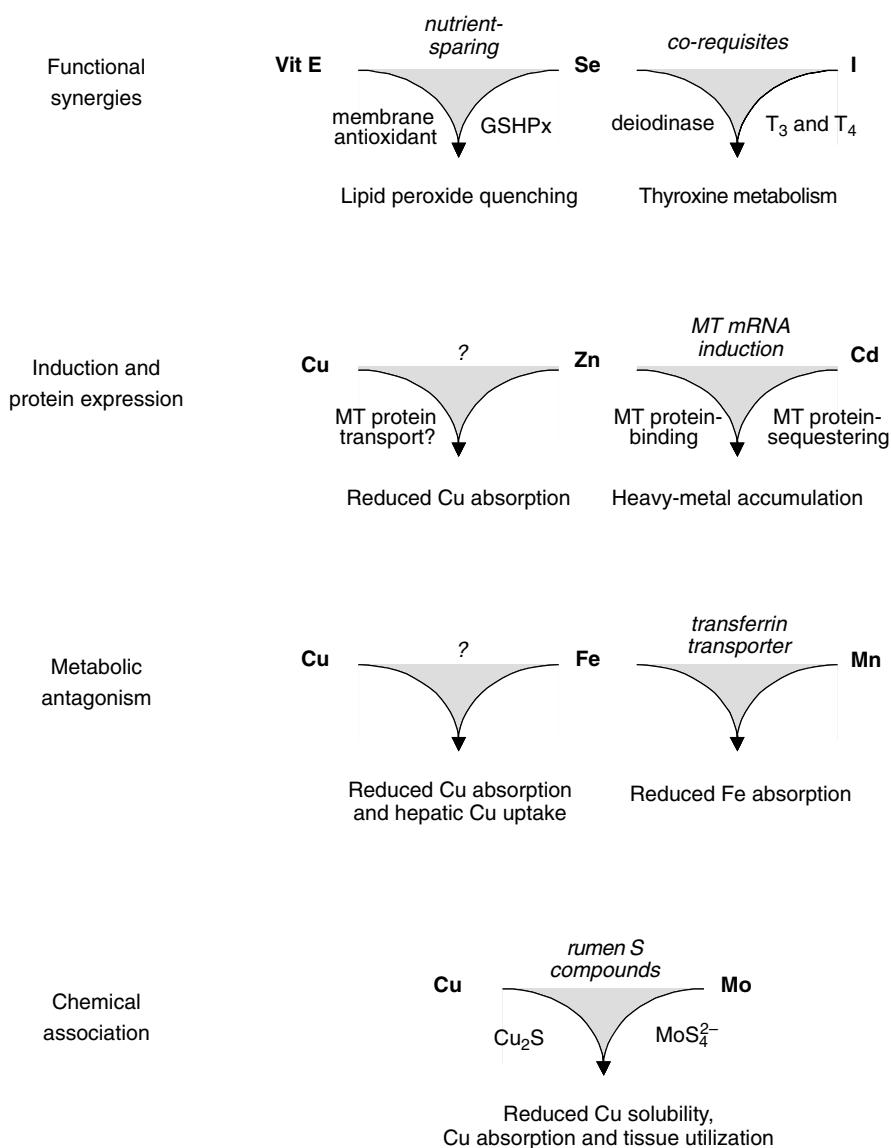 Functional
synergies
nutrient-
sparing
co-requisites
Vit E
Se
I
membrane
antioxidant
GSHPx
deiodinase
T3 and T4
Lipid peroxide quenching
Thyroxine metabolism
Induction and
protein expression
?
MT mRNA
induction
Cu
Zn
Cd
MT protein
transport?
MT protein-
binding
MT protein-
sequestering
Reduced Cu absorption
Heavy-metal accumulation
Metabolic
antagonism
?
transferrin
transporter
Cu
Fe
Mn
Reduced Cu absorption
and hepatic Cu uptake
Reduced Fe absorption
Chemical
association
rumen S
compounds
Cu
Mo
Cu₂S
MoS₄²⁻
Reduced Cu solubility,
Cu absorption and tissue utilization